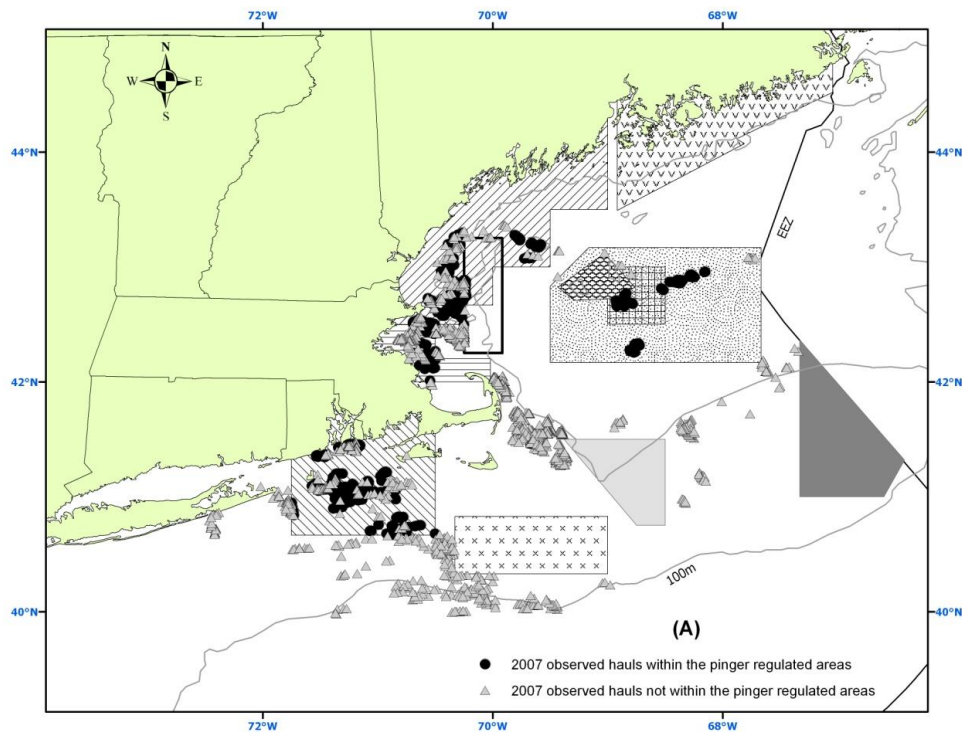 72°W 70°W 68°W
N
W E
S
44°N 44°N
EEZ
42°N 42°N
100m
40°N 40°N
(A)
2007 observed hauls within the pinger regulated areas
2007 observed hauls not within the pinger regulated areas
72°W 70°W 68°W